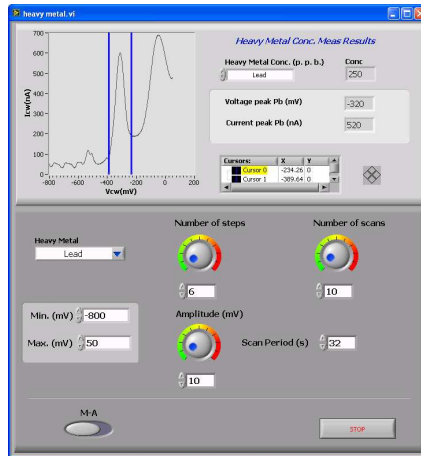 heavy metal.vi
700
600
500
400
300
200
100
0
Icw(nA)
-800 -600 -400 -200 0 200
Vcw(mV)
Heavy Metal Conc. Meas Results
Heavy Metal Conc. (p. p. b.) Conc
Lead 250
Voltage peak Pb (mV) -320
Current peak Pb (nA) 520
Cursors: X Y
Cursor 0 -234.26 0
Cursor 1 -389.64 0
Number of steps Number of scans
Heavy Metal
Lead
6 10
Min. (mV) -800
Amplitude (mV)
Max. (mV) 50
Scan Period (s) 32
10
M-A
STOP